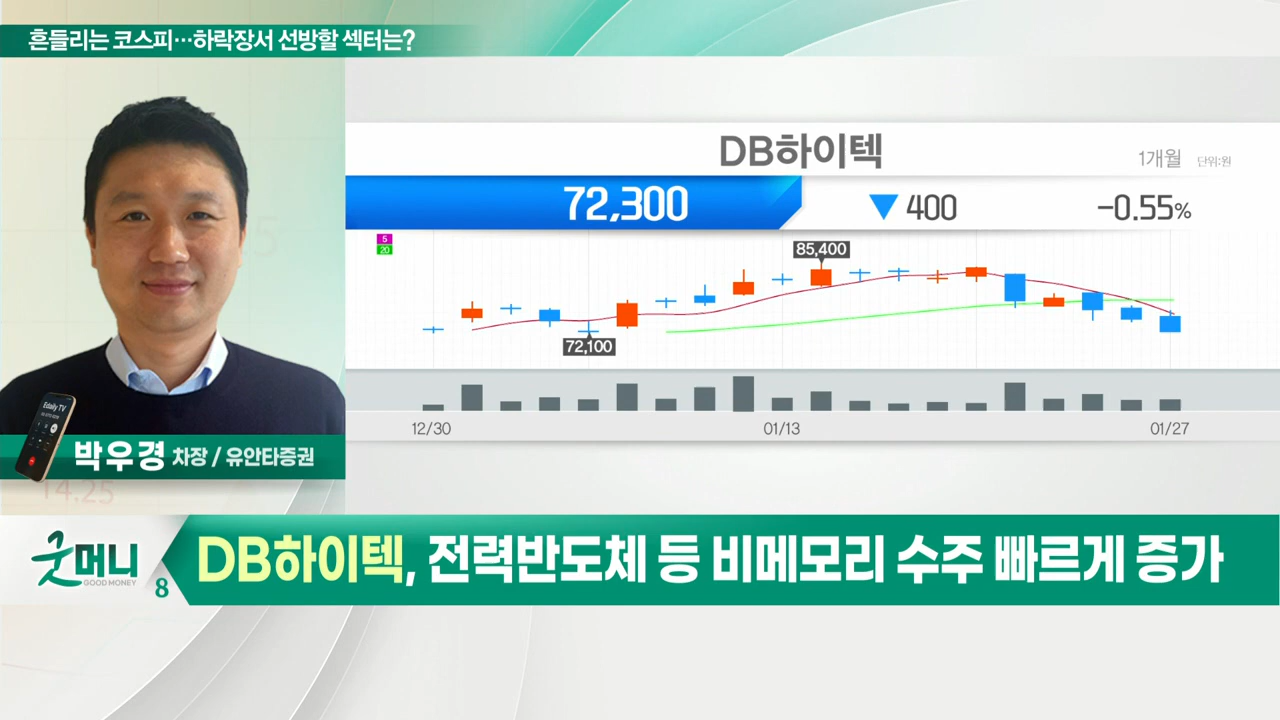 흔들리는 코스피…하락장서 선방할 섹터는?
DB하이텍
1개월 단위:원
72,300 ▼ 400 -0.55%
5
20
85,400
72,100
12/30 01/13 01/27
Edaily TV
박우경 차장 / 유안타증권
14.25
굿머니
GOOD MONEY
8
DB하이텍, 전력반도체 등 비메모리 수주 빠르게 증가